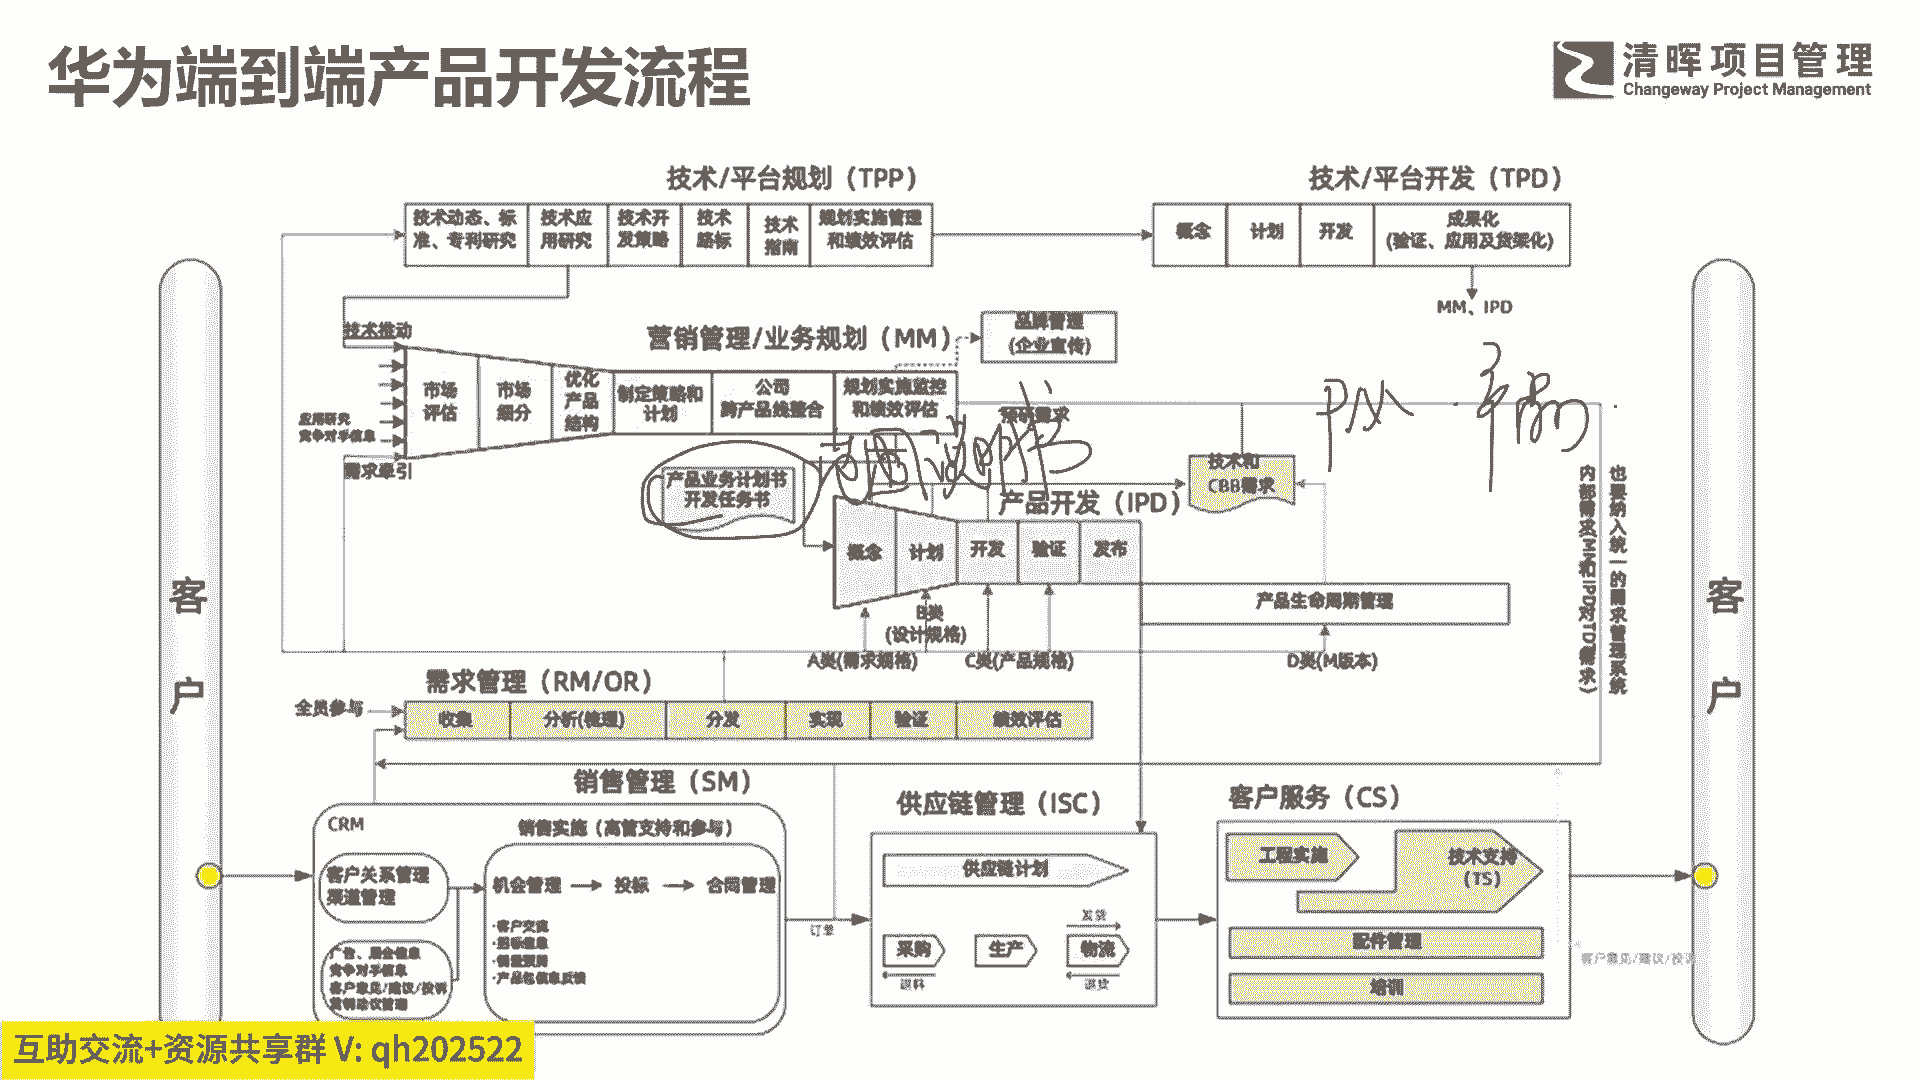 华为端到端产品开发流程
清晖项目管理
Changeway Project Management
技术/平台规划（TPP）
技术动态、标
准、专利研究
技术应
用研究
技术开
发策略
技术
路标
技术
指南
规划实施管理
和绩效评估
技术/平台开发（TPD）
概念
计划
开发
成果化
(验证、应用及货架化)
MM、IPD
技术推动
营销管理/业务规划（MM）
品牌管理
(企业宣传)
市场
评估
市场
细分
优化
产品
结构
制定策略和
计划
公司
跨产品线整合
规划实施监控
和绩效评估
应用研究
竞争对手信息
需求牵引
预研需求
产品业务计划书
开发任务书
技术和
CBB需求
产品开发（IPD）
概念
计划
开发
验证
发布
产品生命周期管理
B类
(设计规格)
A类(需求规格)
C类(产品规格)
D类(M版本)
内部需求(MM和IPD对TD需求)
也要纳入统一的需求管理系统
客户
客户
需求管理（RM/OR）
全员参与
收集
分析(梳理)
分发
实现
验证
绩效评估
销售管理（SM）
CRM
销售实施（高管支持和参与）
客户关系管理
渠道管理
机会管理
投标
合同管理
·客户交流
·招标信息
·销量预测
·产品包信息反馈
广告、展会信息
竞争对手信息
客户意见/建议/投诉
营销活动管理
订单
供应链管理（ISC）
供应链计划
发货
采购
生产
物流
退料
退货
客户服务（CS）
工程实施
技术支持
(TS)
配件管理
培训
客户意见/建议/投诉
互助交流+资源共享群 V: qh202522